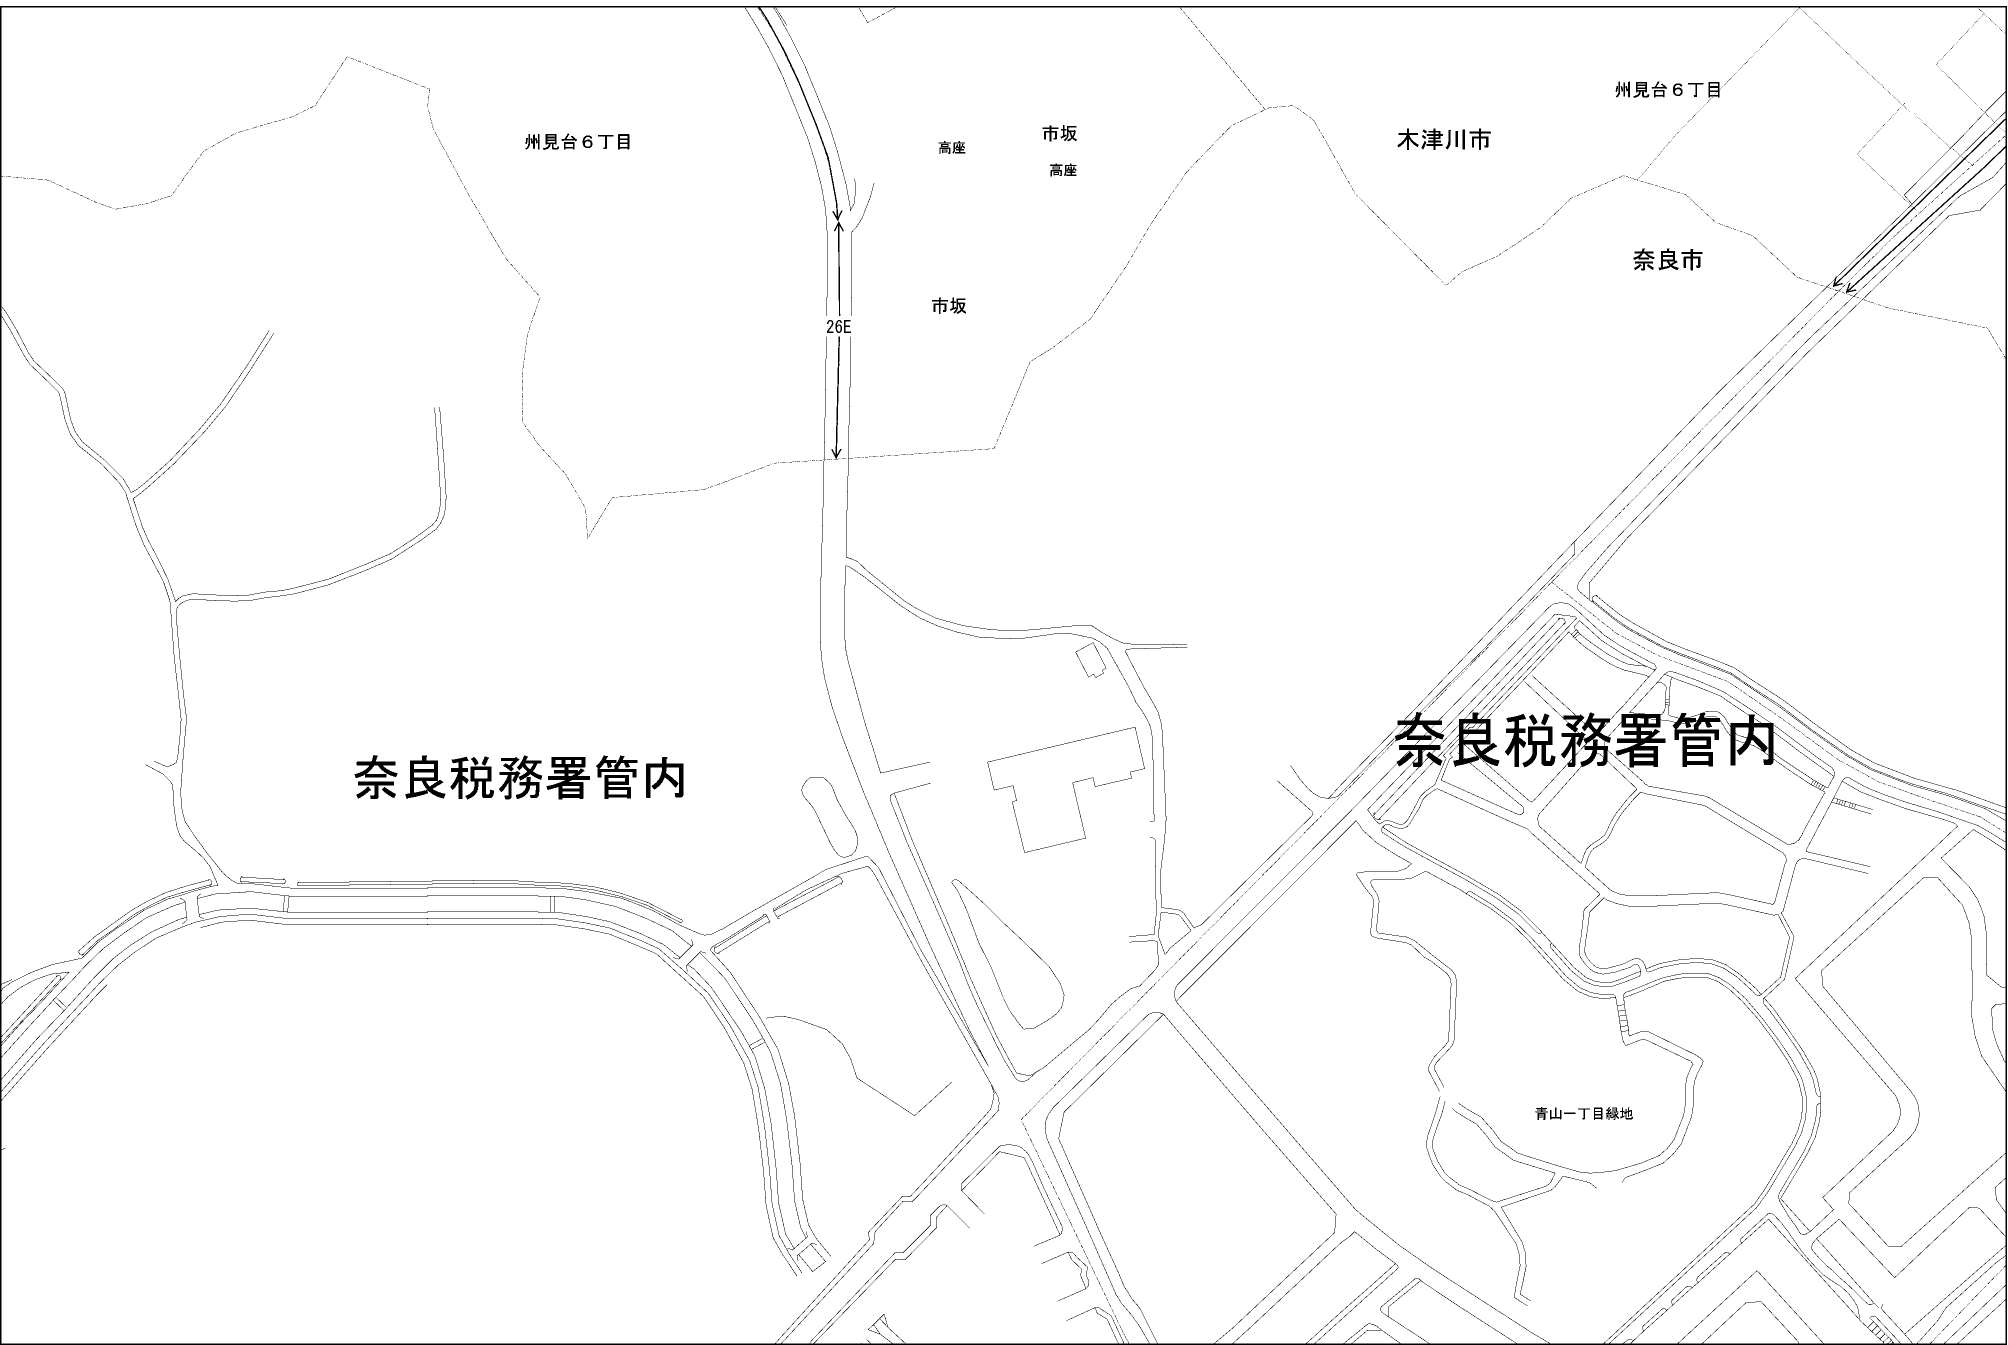 州見台６丁目
市坂
木津川市
州見台６丁目
高座
高座
奈良市
市坂
26E
奈良税務署管内
奈良税務署管内
青山一丁目緑地